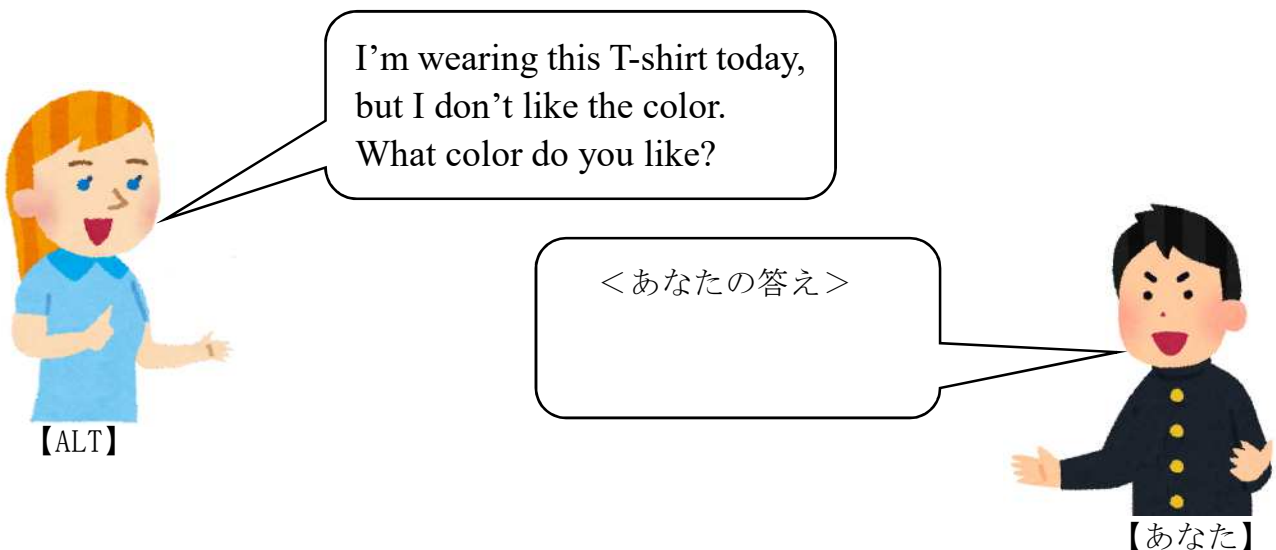 I’m wearing this T-shirt today,
but I don’t like the color.
What color do you like?
＜あなたの答え＞
【ALT】
【あなた】